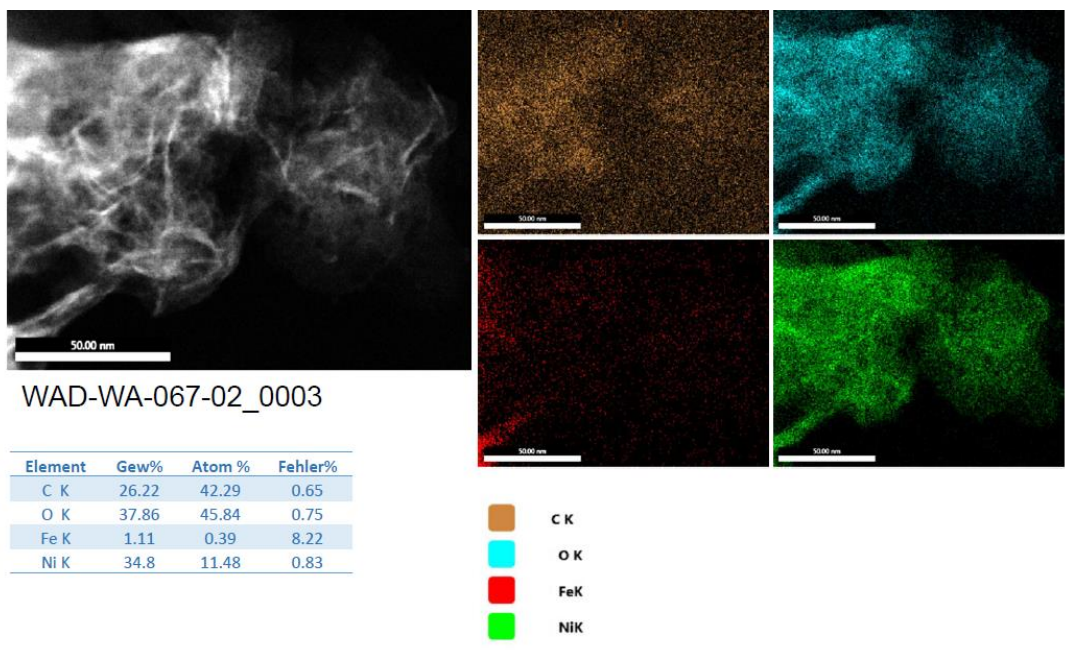 50.00 nm
50.00 nm
50.00 nm
50.00 nm
50.00 nm
WAD-WA-067-02_0003
Element Gew% Atom % Fehler%
C K 26.22 42.29 0.65
O K 37.86 45.84 0.75
Fe K 1.11 0.39 8.22
Ni K 34.8 11.48 0.83
C K
O K
FeK
NiK